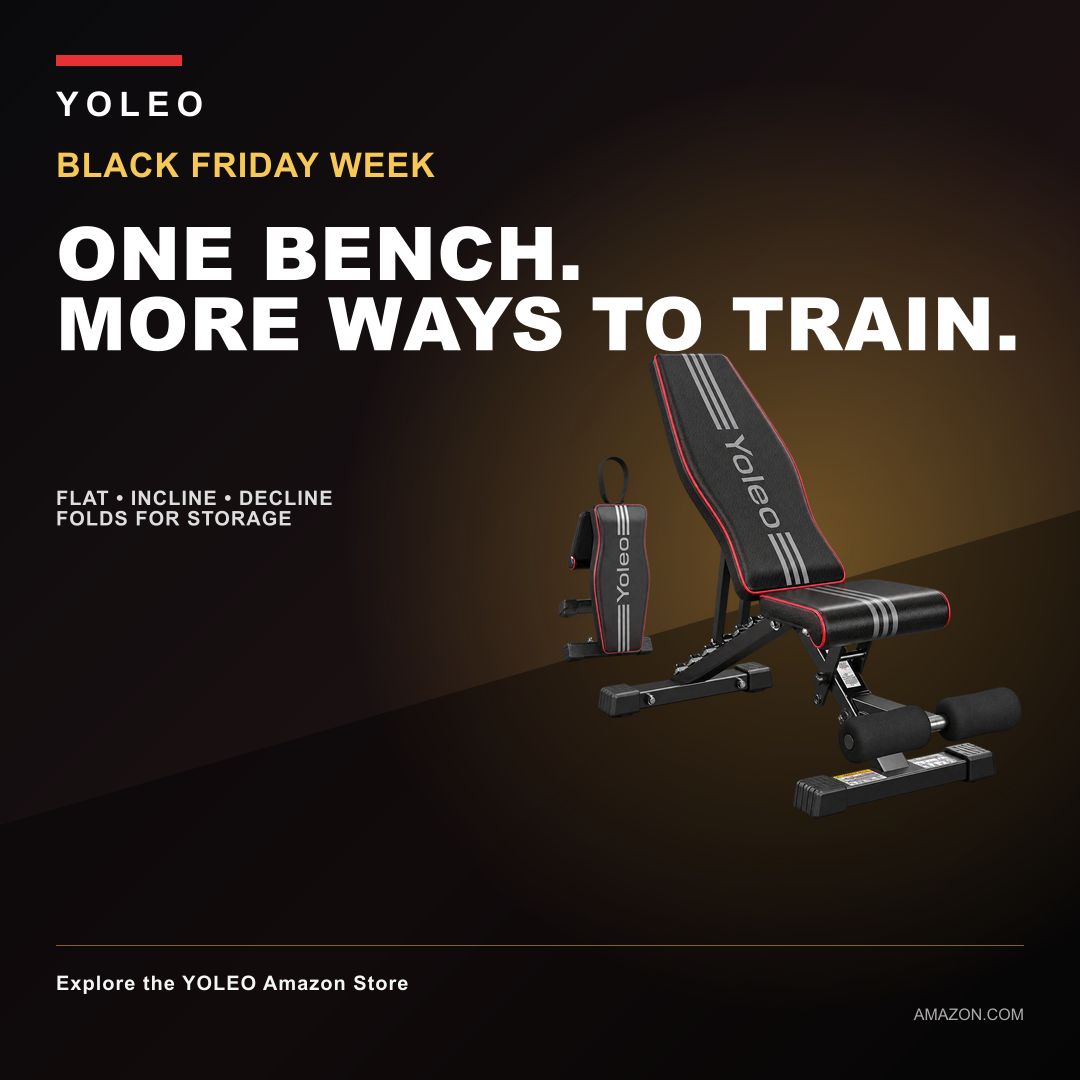 YOLEO
BLACK FRIDAY WEEK
ONE BENCH.
MORE WAYS TO TRAIN.
FLAT • INCLINE • DECLINE
FOLDS FOR STORAGE
Yoleo
Yoleo
Explore the YOLEO Amazon Store
AMAZON.COM